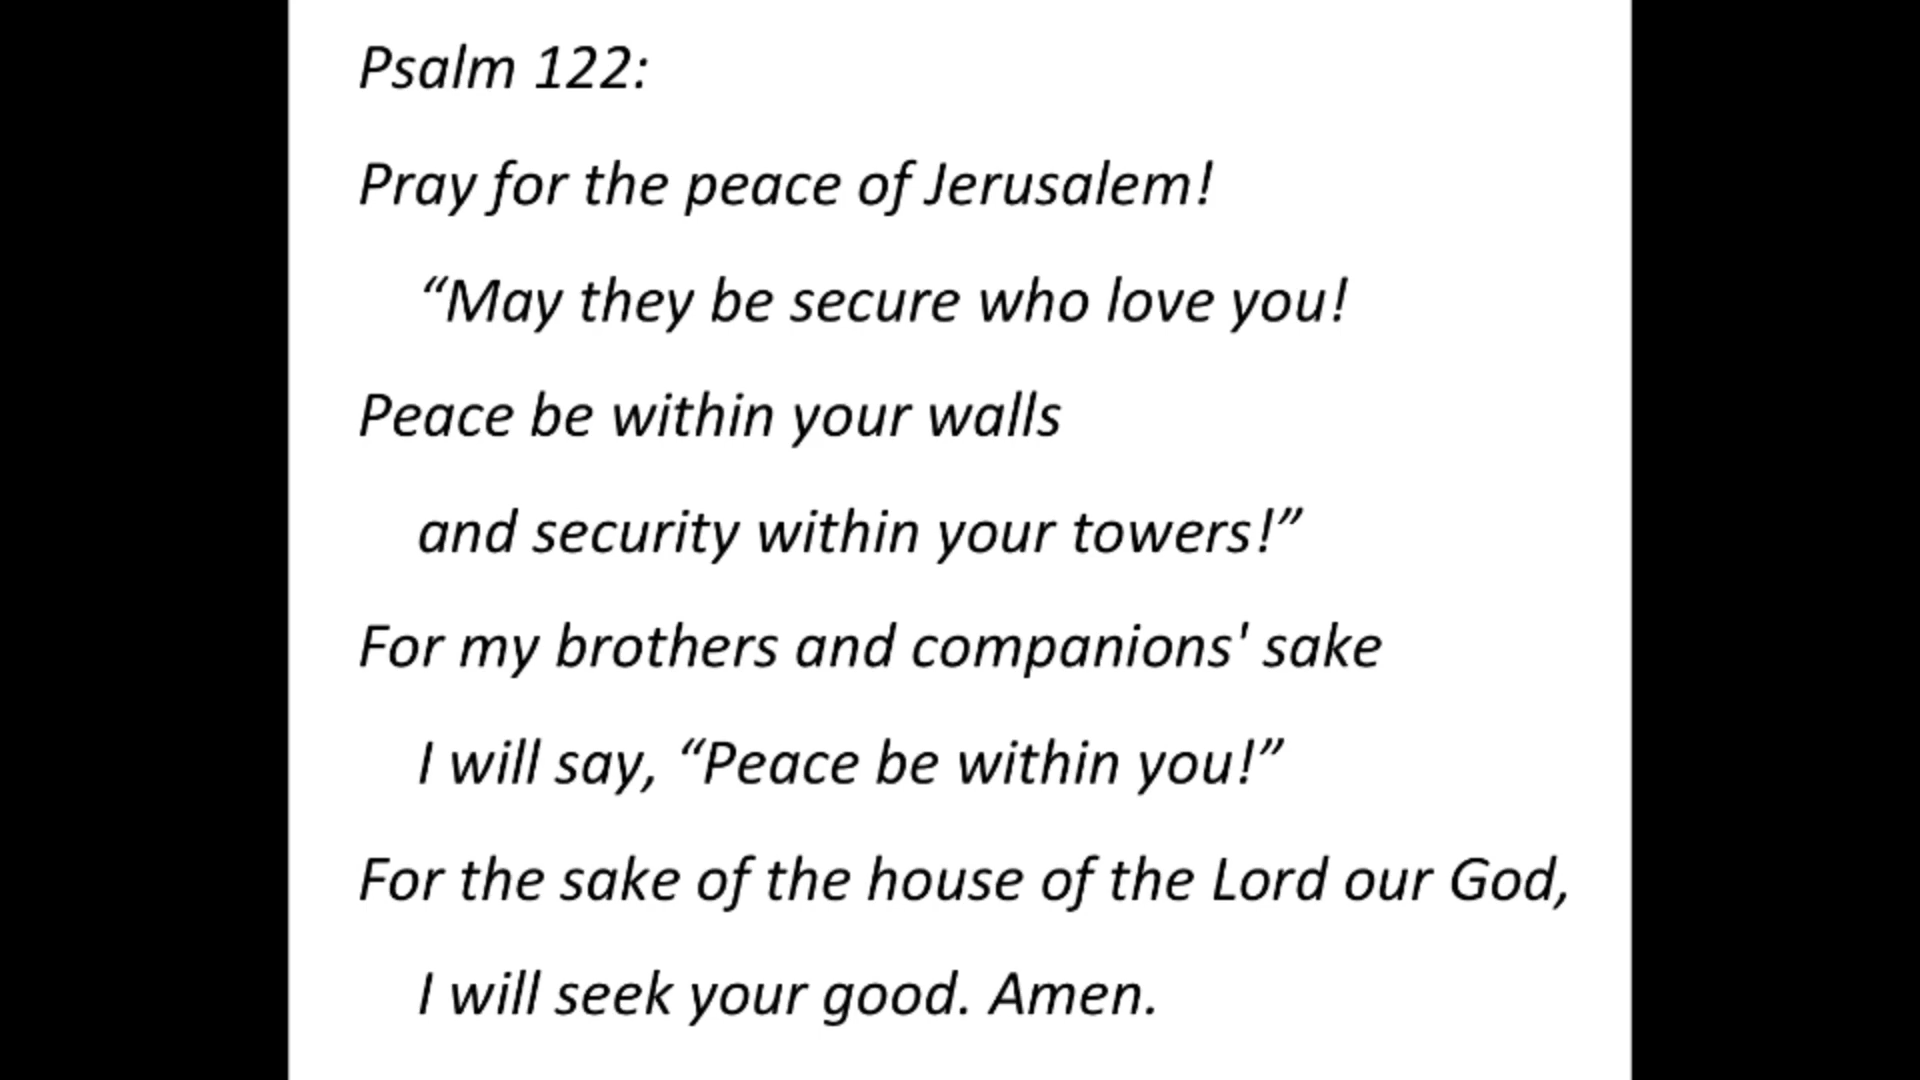 Psalm 122:
Pray for the peace of Jerusalem!
“May they be secure who love you!
Peace be within your walls
and security within your towers!”
For my brothers and companions' sake
I will say, “Peace be within you!”
For the sake of the house of the Lord our God,
I will seek your good. Amen.